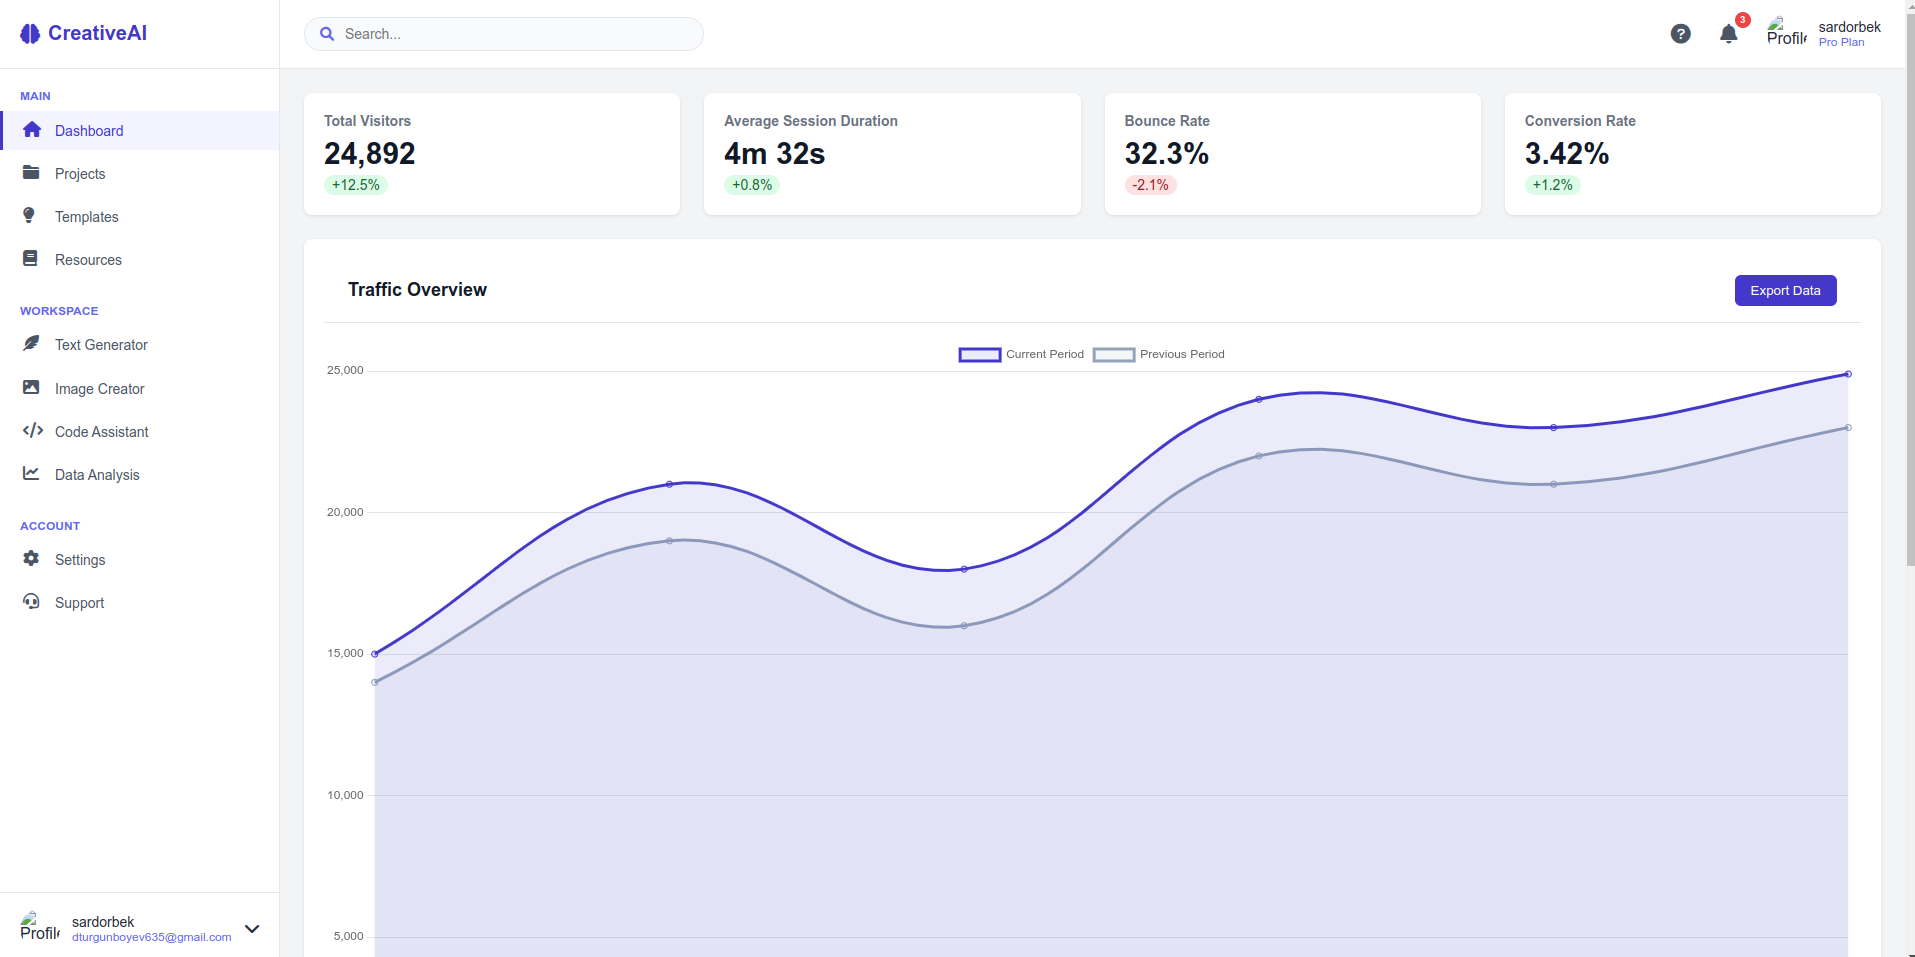 CreativeAI
MAIN
Dashboard
Projects
Templates
Resources
WORKSPACE
Text Generator
Image Creator
Code Assistant
Data Analysis
ACCOUNT
Settings
Support
Profile
sardorbek
dturgunboyev635@gmail.com
Search...
?
3
Profile
sardorbek
Pro Plan
Total Visitors
24,892
+12.5%
Average Session Duration
4m 32s
+0.8%
Bounce Rate
32.3%
-2.1%
Conversion Rate
3.42%
+1.2%
Traffic Overview
Export Data
Current Period
Previous Period
25,000
20,000
15,000
10,000
5,000